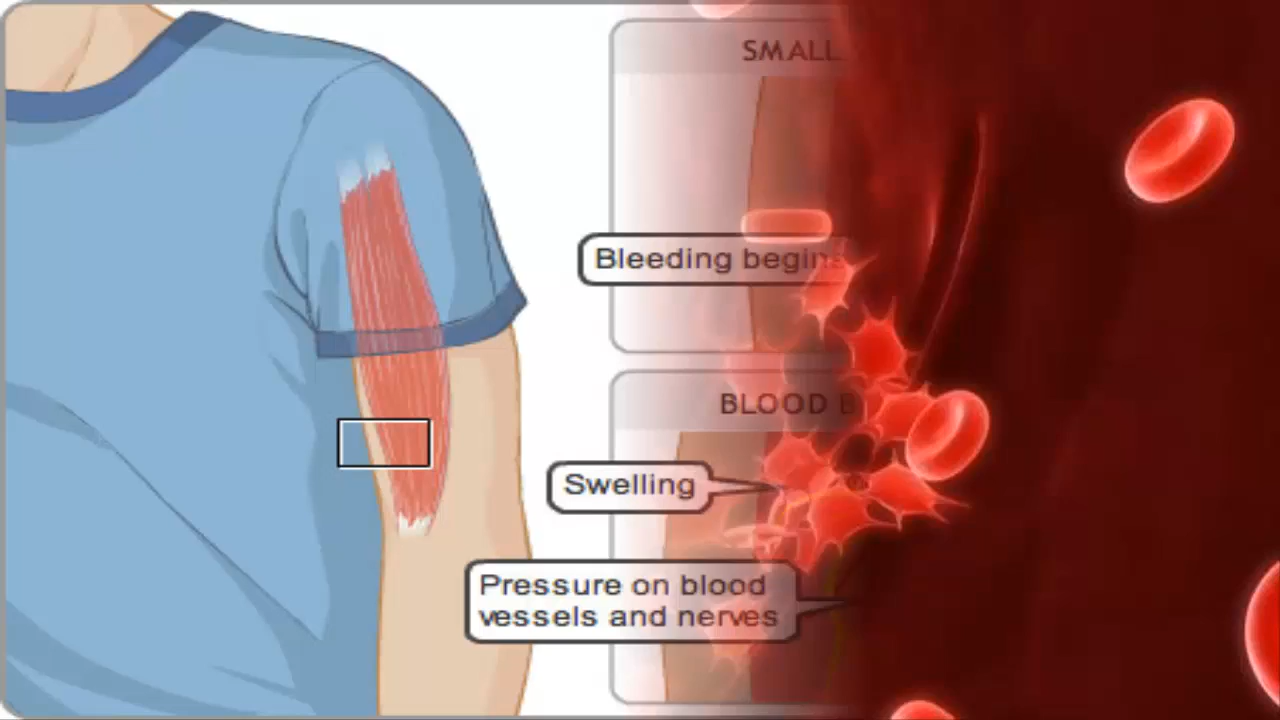 SMALL
Bleeding begins
BLOOD B
Swelling
Pressure on blood
vessels and nerves